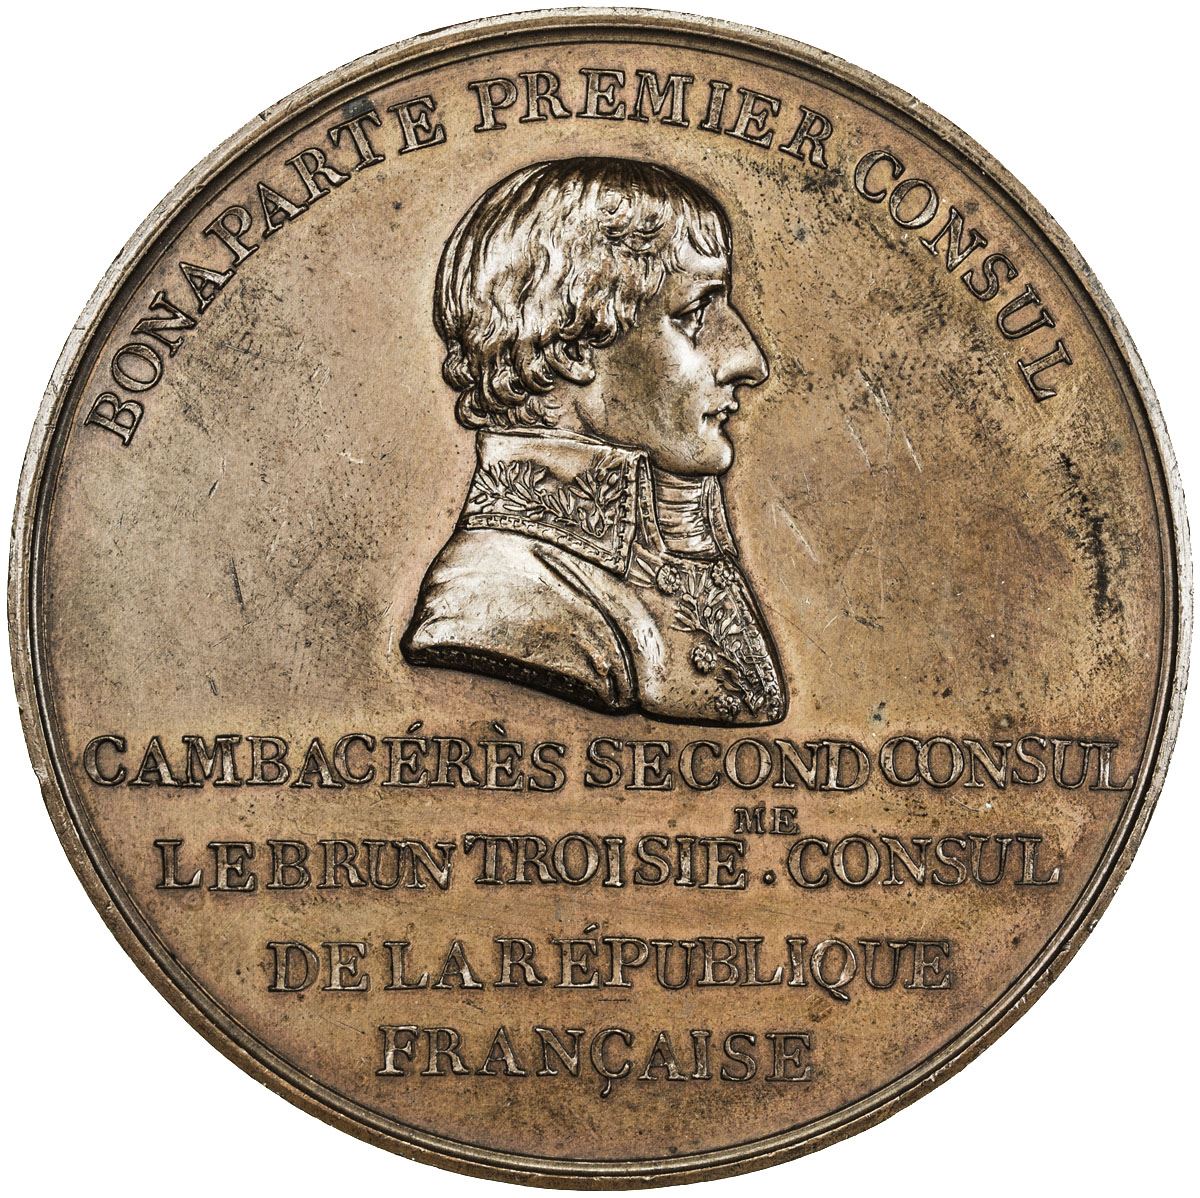 BONAPARTE PREMIER CONSUL
CAMBACÉRÈS SECOND CONSUL
LEBRUN TROISIE.ME CONSUL
DE LA RÉPUBLIQUE
FRANÇAISE